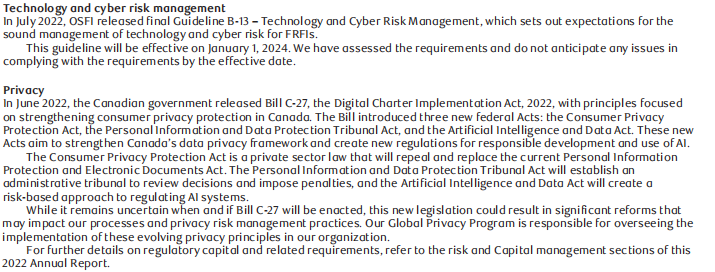 Technology and cyber risk management
In July 2022, OSFI released final Guideline B-13 – Technology and Cyber Risk Management, which sets out expectations for the
sound management of technology and cyber risk for FRFIs.
This guideline will be effective on January 1, 2024. We have assessed the requirements and do not anticipate any issues in
complying with the requirements by the effective date.
Privacy
In June 2022, the Canadian government released Bill C-27, the Digital Charter Implementation Act, 2022, with principles focused
on strengthening consumer privacy protection in Canada. The Bill introduced three new federal Acts: the Consumer Privacy
Protection Act, the Personal Information and Data Protection Tribunal Act, and the Artificial Intelligence and Data Act. These new
Acts aim to strengthen Canada's data privacy framework and create new regulations for responsible development and use of AI.
The Consumer Privacy Protection Act is a private sector law that will repeal and replace the current Personal Information
Protection and Electronic Documents Act. The Personal Information and Data Protection Tribunal Act will establish an
administrative tribunal to review decisions and impose penalties, and the Artificial Intelligence and Data Act will create a
risk-based approach to regulating AI systems.
While it remains uncertain when and if Bill C-27 will be enacted, this new legislation could result in significant reforms that
may impact our processes and privacy risk management practices. Our Global Privacy Program is responsible for overseeing the
implementation of these evolving privacy principles in our organization.
For further details on regulatory capital and related requirements, refer to the risk and Capital management sections of this
2022 Annual Report.